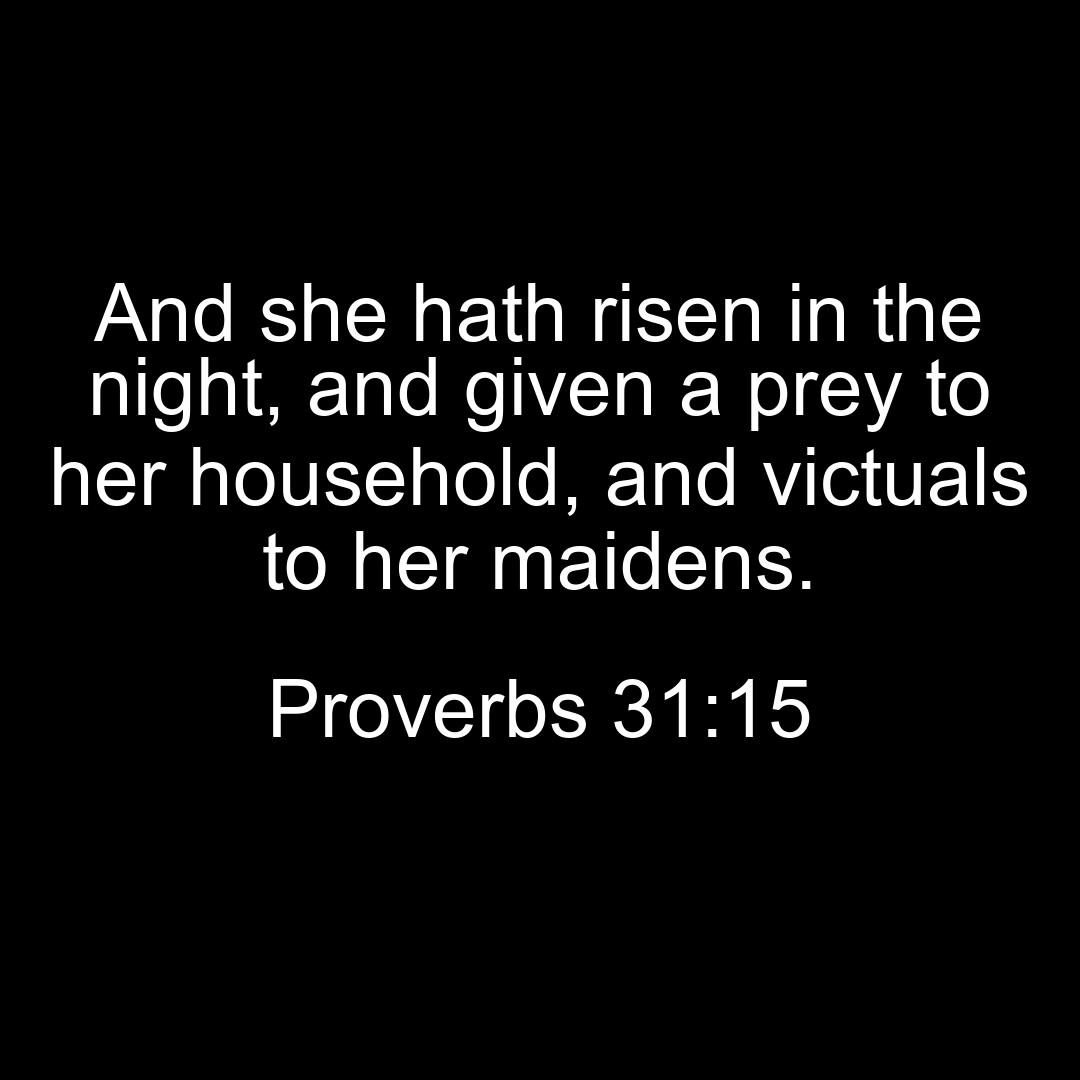 And she hath risen in the
night, and given a prey to
her household, and victuals
to her maidens.
Proverbs 31:15